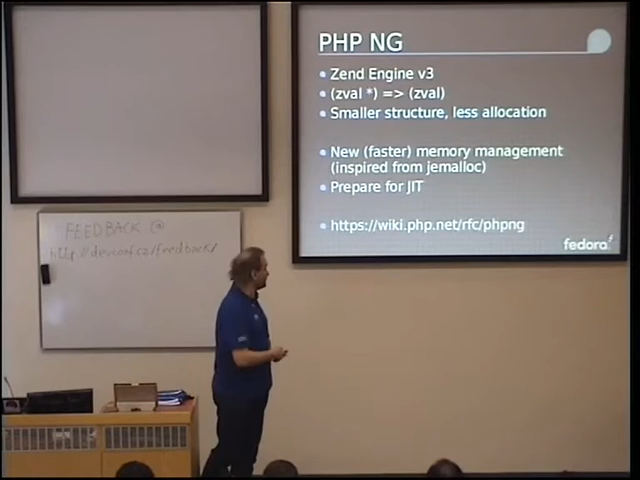 PHP NG
Zend Engine v3
(zval *) => (zval)
Smaller structure, less allocation
New (faster) memory management
(inspired from jemalloc)
Prepare for JIT
https://wiki.php.net/rfc/phpng
fedora
FEEDBACK @
http://devconf.cz/feedback/